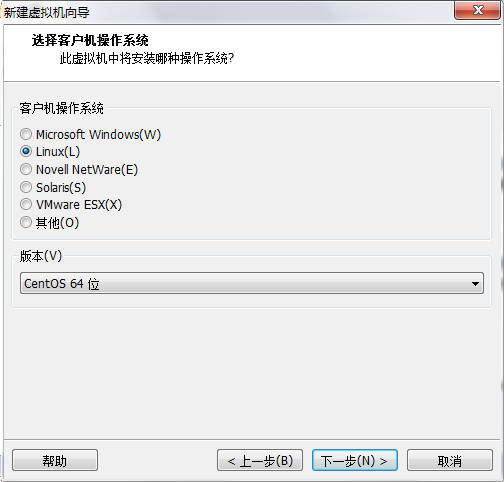 新建虚拟机向导
选择客户机操作系统
此虚拟机中将安装哪种操作系统?
客户机操作系统
Microsoft Windows(W)
Linux(L)
Novell NetWare(E)
Solaris(S)
VMware ESX(X)
其他(O)
版本(V)
CentOS 64 位
帮助
< 上一步(B)
下一步(N) >
取消